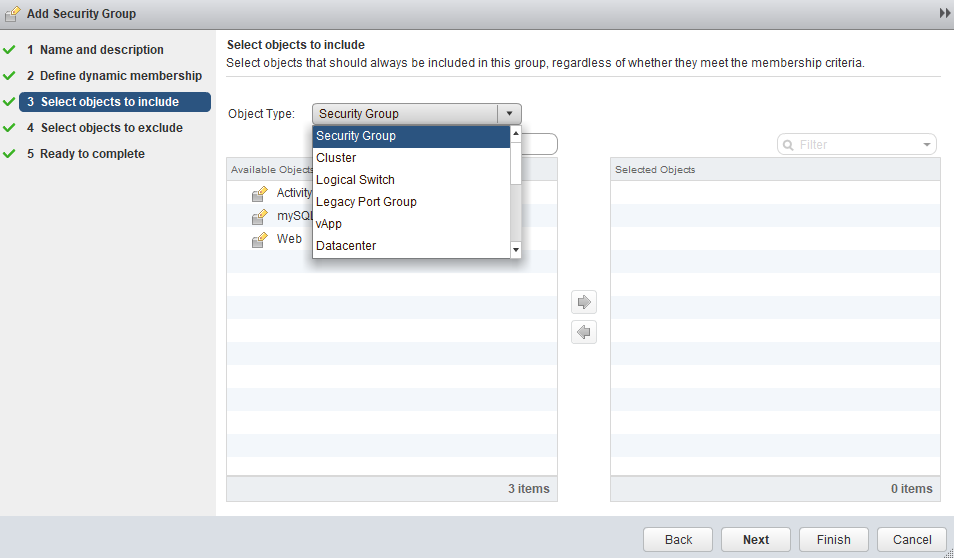 Add Security Group
1 Name and description
2 Define dynamic membership
3 Select objects to include
4 Select objects to exclude
5 Ready to complete
Select objects to include
Select objects that should always be included in this group, regardless of whether they meet the membership criteria.
Object Type: Security Group
Security Group
Cluster
Logical Switch
Legacy Port Group
vApp
Datacenter
Filter
Available Objects
Activity
mySQL
Web
3 items
Selected Objects
0 items
Back Next Finish Cancel